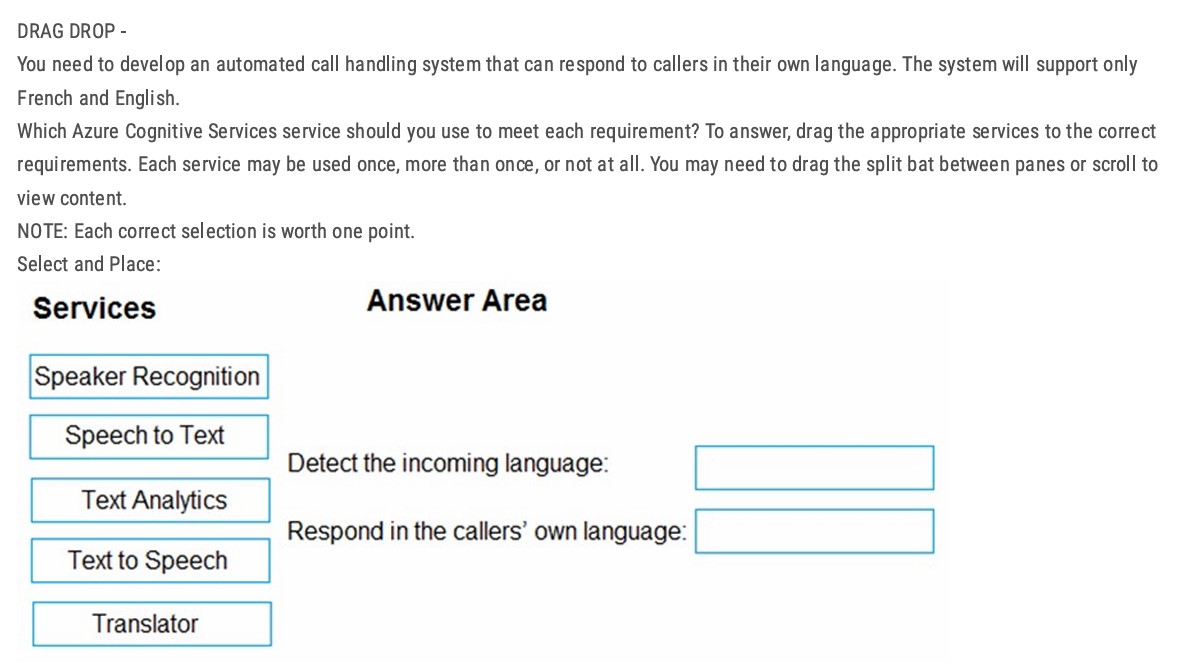 DRAG DROP -
You need to develop an automated call handling system that can respond to callers in their own language. The system will support only
French and English.
Which Azure Cognitive Services service should you use to meet each requirement? To answer, drag the appropriate services to the correct
requirements. Each service may be used once, more than once, or not at all. You may need to drag the split bat between panes or scroll to
view content.
NOTE: Each correct selection is worth one point.
Select and Place:
Services
Answer Area
Speaker Recognition
Speech to Text
Text Analytics
Text to Speech
Translator
Detect the incoming language:
Respond in the callers' own language: